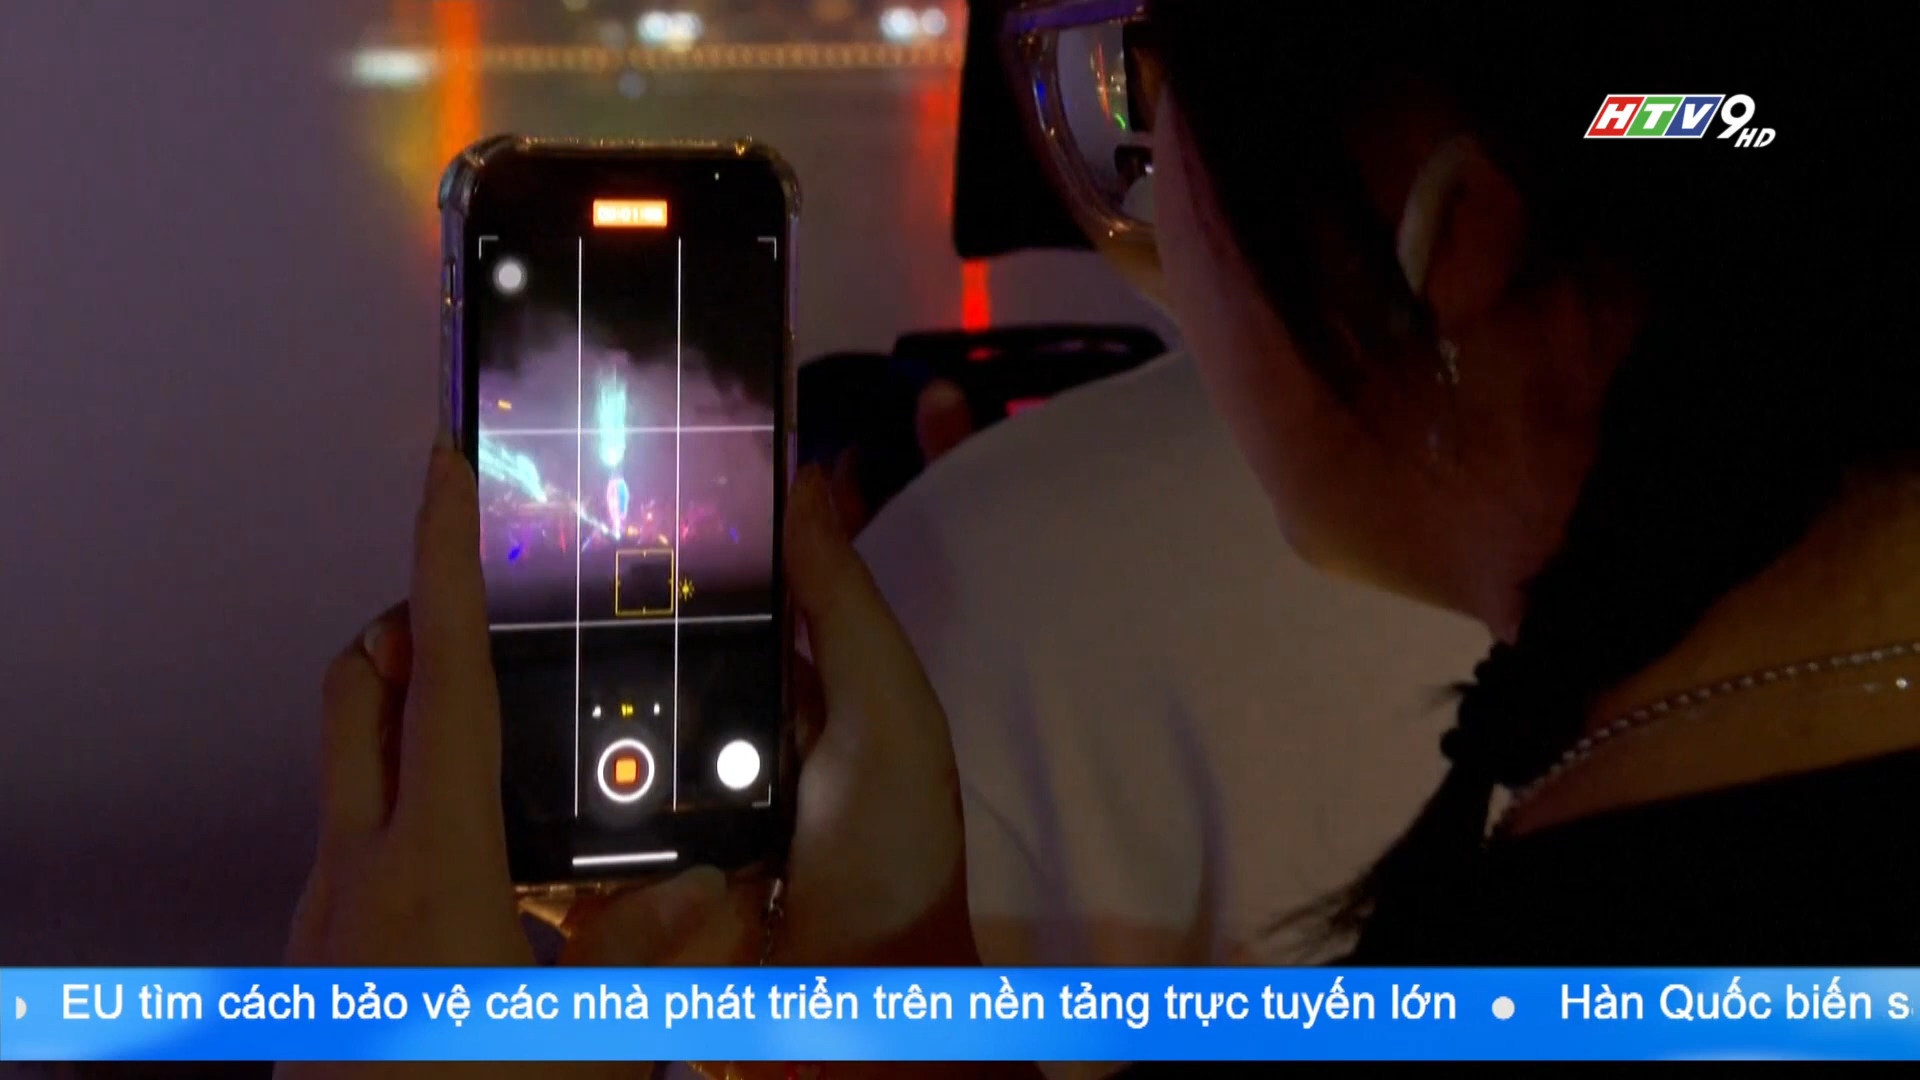 HTV9 HD
EU tìm cách bảo vệ các nhà phát triển trên nền tảng trực tuyến lớn • Hàn Quốc biến